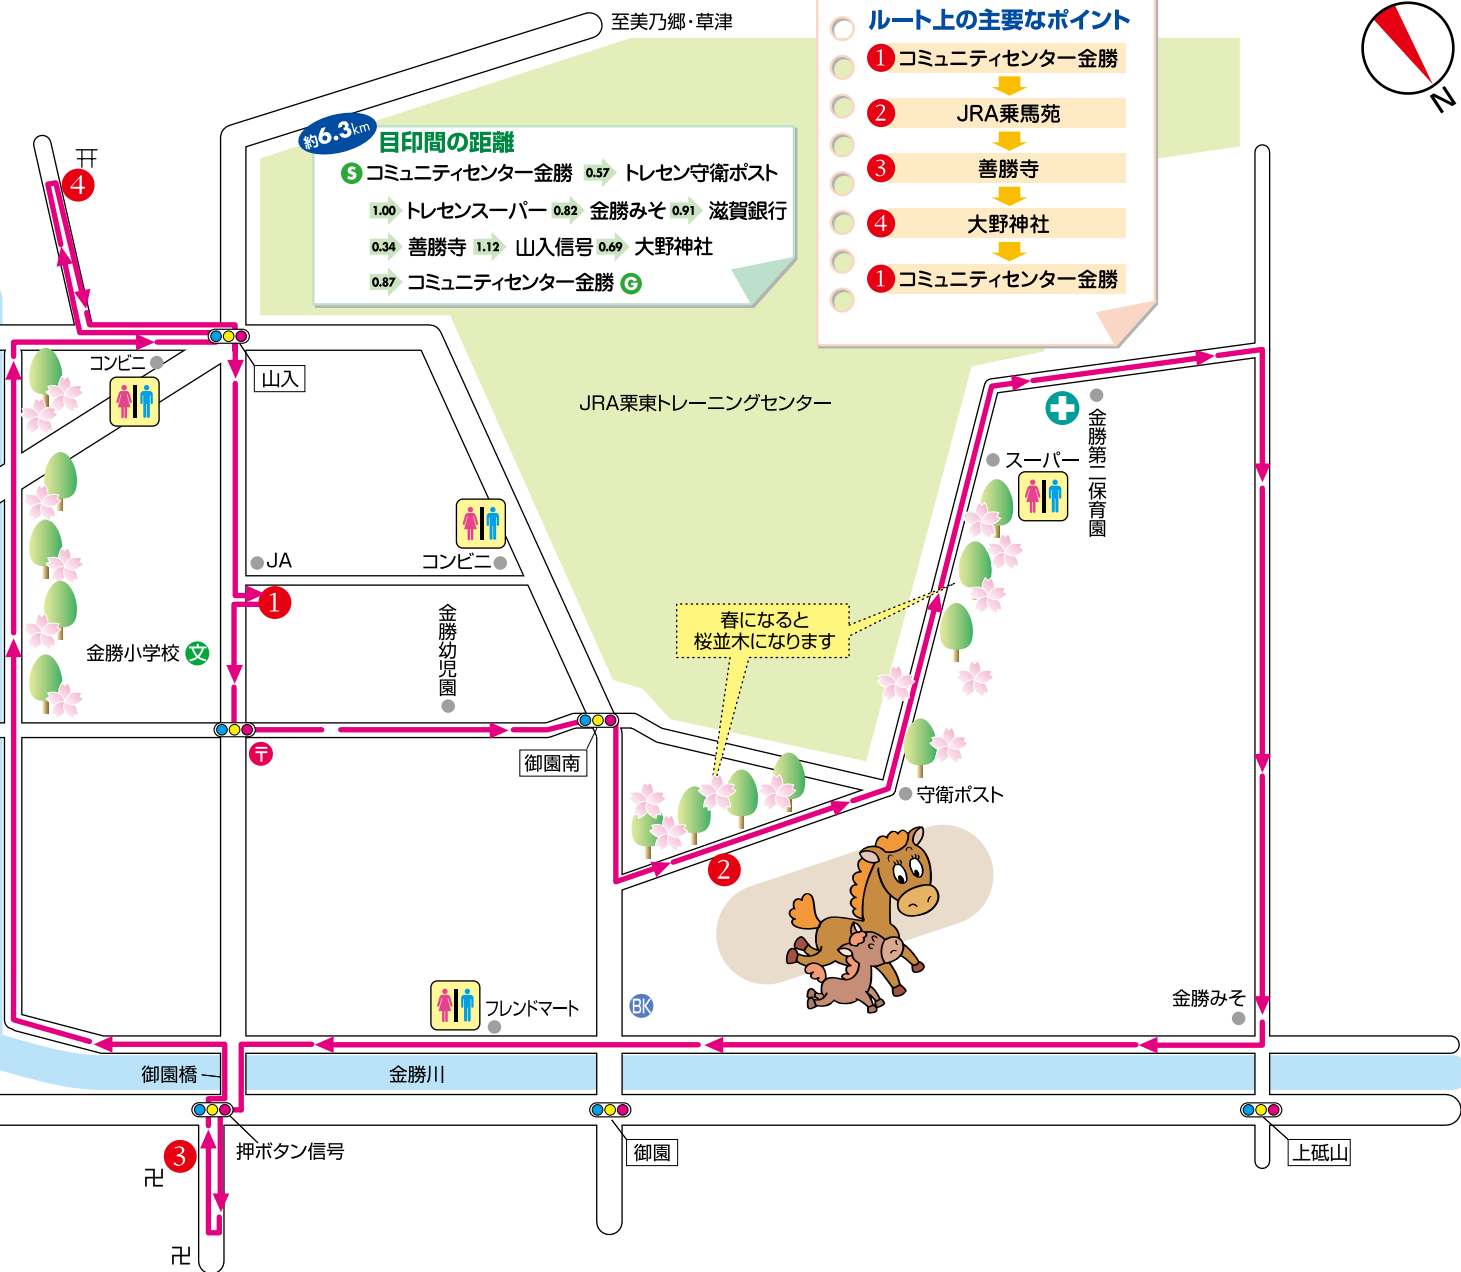 至美乃郷・草津
ルート上の主要なポイント
1 コミュニティセンター金勝
2 JRA乗馬苑
3 善勝寺
4 大野神社
1 コミュニティセンター金勝
N
約6.3km
目印間の距離
S コミュニティセンター金勝 0.57 トレセン守衛ポスト
1.00 トレセンスーパー 0.82 金勝みそ 0.91 滋賀銀行
0.34 善勝寺 1.12 山入信号 0.69 大野神社
0.87 コミュニティセンター金勝 G
4
コンビニ
山入
JRA栗東トレーニングセンター
金勝第二保育園
スーパー
JA
コンビニ
1
金勝幼児園
春になると
桜並木になります
金勝小学校 文
御園南
守衛ポスト
2
フレンドマート
BK
金勝みそ
御園橋
金勝川
3
押ボタン信号
御園
上砥山